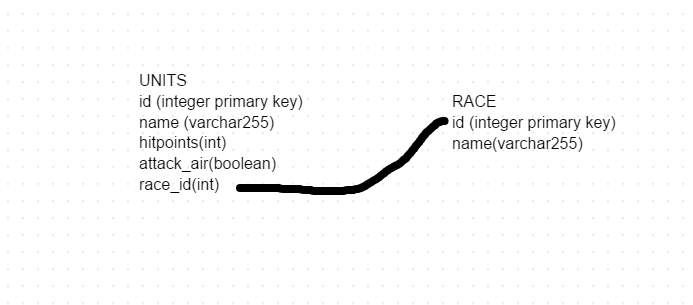 UNITS
id (integer primary key)
name (varchar255)
hitpoints(int)
attack_air(boolean)
race_id(int)
RACE
id (integer primary key)
name(varchar255)